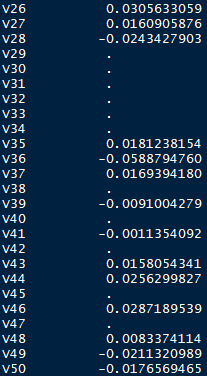 v26 0.0305633059
v27 0.0160905876
v28 -0.0243427903
v29 .
v30 .
v31 .
v32 .
v33 .
v34 .
v35 0.0181238154
v36 -0.0588794760
v37 0.0169394180
v38 .
v39 -0.0091004279
v40 .
v41 -0.0011354092
v42 .
v43 0.0158054341
v44 0.0256299827
v45 .
v46 0.0287189539
v47 .
v48 0.0083374114
v49 -0.0211320989
v50 -0.0176569465